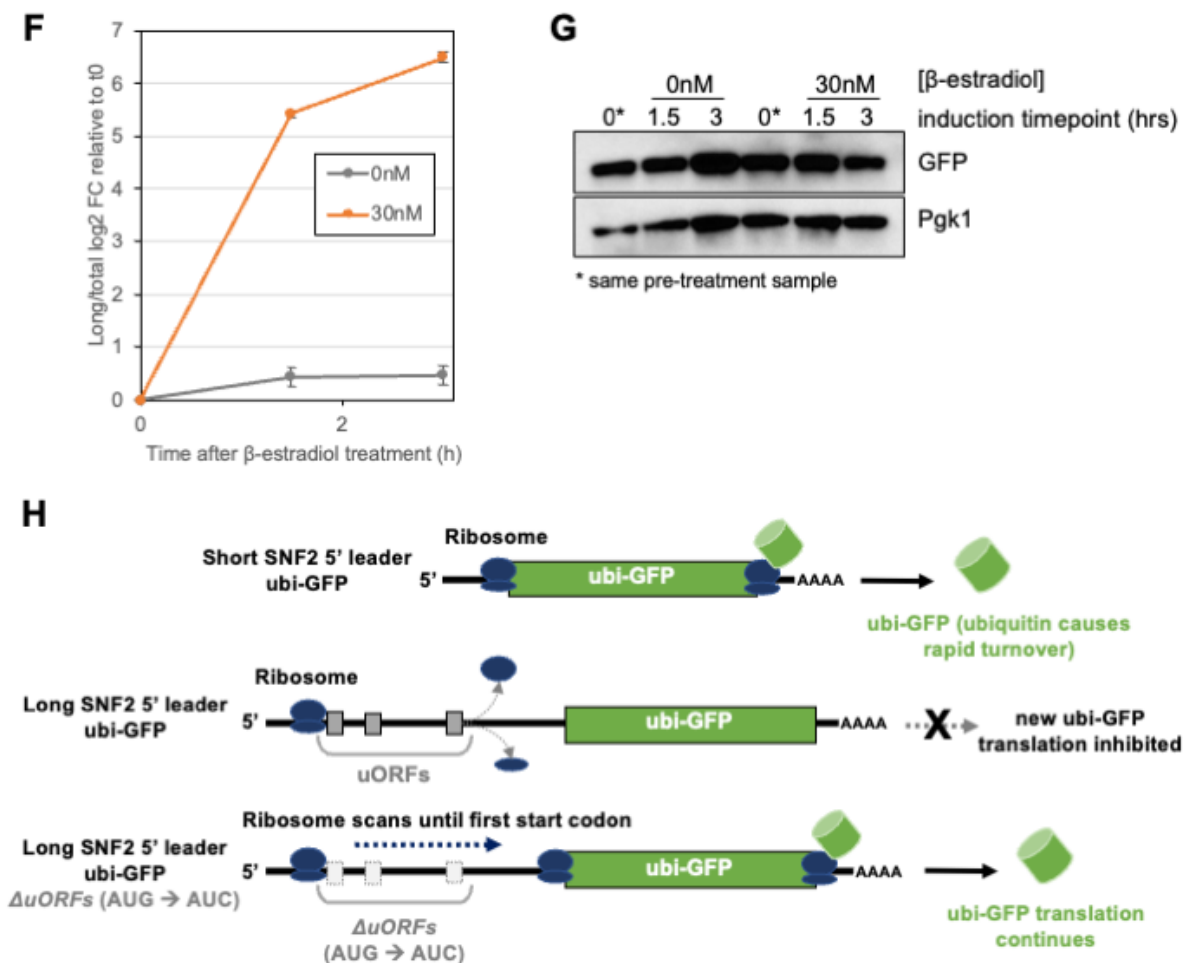 F
7
6
5
4
3
2
1
0
0
2
Long/total log2 FC relative to t0
Time after β-estradiol treatment (h)
0nM
30nM
G
0nM
30nM
[β-estradiol]
0* 1.5 3 0* 1.5 3
induction timepoint (hrs)
GFP
Pgk1
* same pre-treatment sample
H
Short SNF2 5' leader
ubi-GFP
Ribosome
5'
ubi-GFP
AAAA
ubi-GFP (ubiquitin causes
rapid turnover)
Long SNF2 5' leader
ubi-GFP
Ribosome
5'
uORFs
ubi-GFP
AAAA
X
new ubi-GFP
translation inhibited
Ribosome scans until first start codon
Long SNF2 5' leader
ubi-GFP
ΔuORFs (AUG → AUC)
5'
ΔuORFs
(AUG → AUC)
ubi-GFP
AAAA
ubi-GFP translation
continues